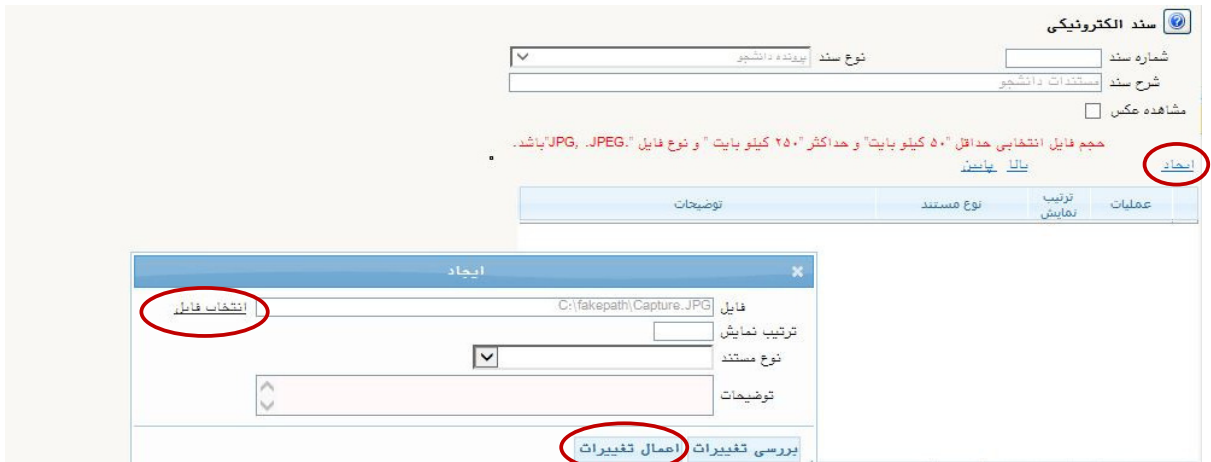 سند الکترونیکی
شماره سند نوع سند پرونده دانشجو
شرح سند مستندات دانشجو
مشاهده عکس
حجم فایل انتخابی حداقل "۵۰ کیلو بایت" و حداکثر "۲۵۰ کیلو بایت " و نوع فایل ".JPG, .JPEG"باشد.
ایجاد بالا پایین
عملیات ترتیب نمایش نوع مستند توضیحات
ایجاد
فایل C:\fakepath\Capture.JPG انتخاب فایل
ترتیب نمایش
نوع مستند
توضیحات
بررسی تغییرات اعمال تغییرات